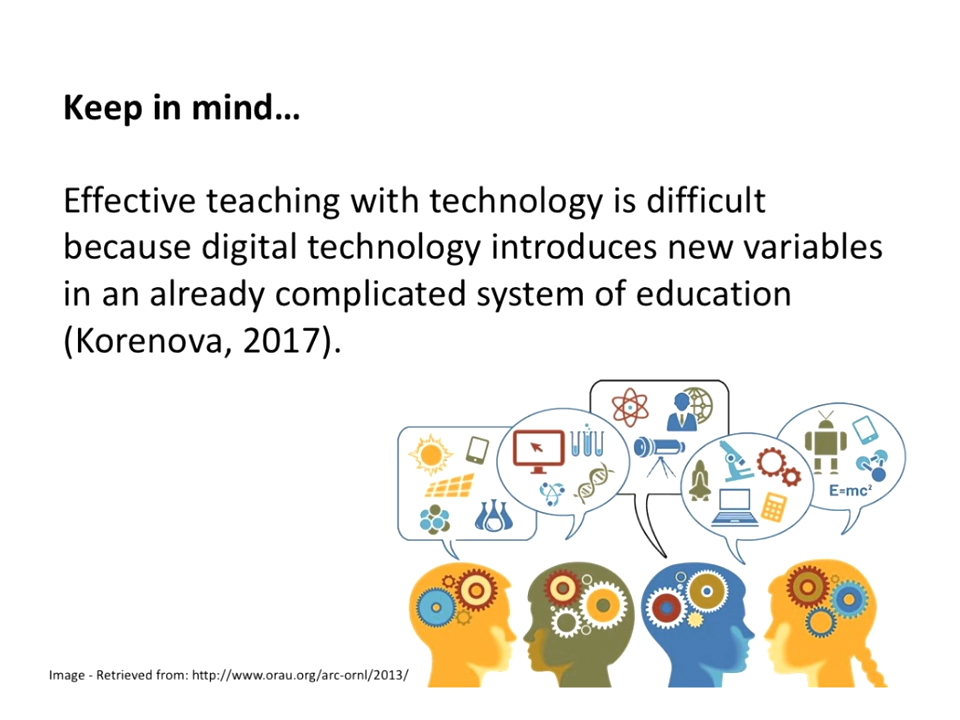 Keep in mind…
Effective teaching with technology is difficult
because digital technology introduces new variables
in an already complicated system of education
(Korenova, 2017).
E=mc²
Image - Retrieved from: http://www.orau.org/arc-ornl/2013/